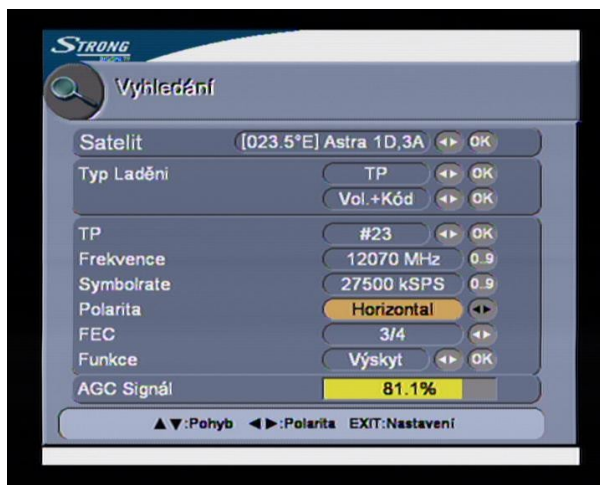 STRONG
Vyhledání
Satelit [023.5°E] Astra 1D,3A ◄► OK
Typ Laděni TP ◄► OK
Vol.+Kód ◄► OK
TP #23 ◄► OK
Frekvence 12070 MHz 0..9
Symbolrate 27500 kSPS 0..9
Polarita Horizontal ◄►
FEC 3/4 ◄►
Funkce Výskyt ◄► OK
AGC Signál 81.1%
▲▼:Pohyb ◄►:Polarita EXIT:Nastavení